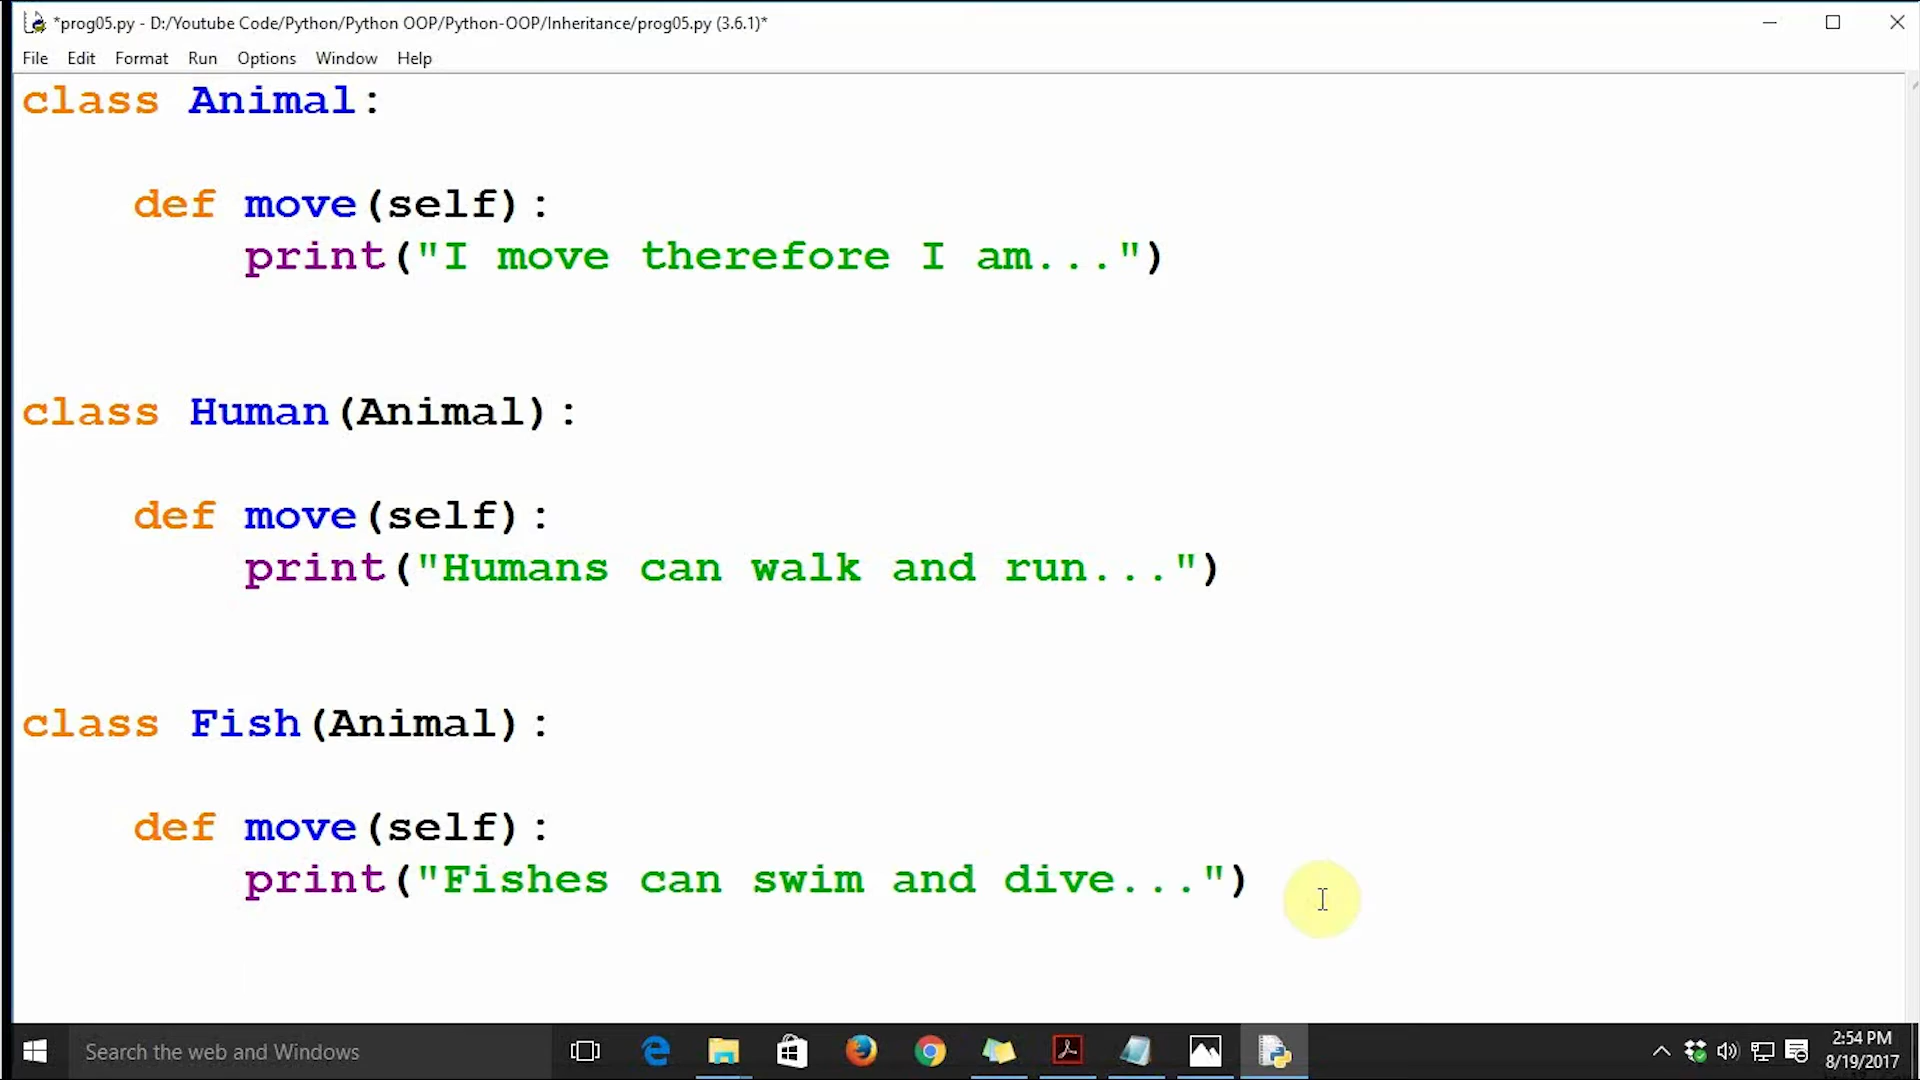 *prog05.py - D:/Youtube Code/Python/Python OOP/Python-OOP/Inheritance/prog05.py (3.6.1)*
File Edit Format Run Options Window Help
class Animal:
    def move(self):
        print("I move therefore I am...")
class Human(Animal):
    def move(self):
        print("Humans can walk and run...")
class Fish(Animal):
    def move(self):
        print("Fishes can swim and dive...")
Search the web and Windows
2:54 PM
8/19/2017